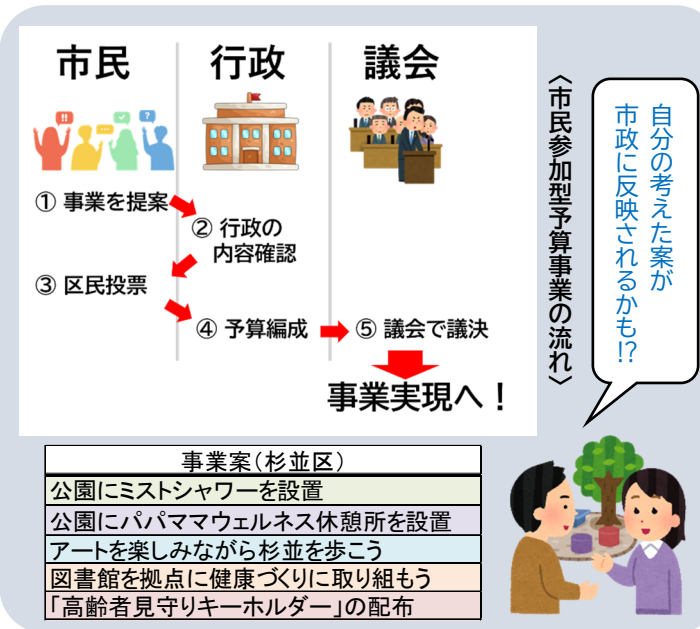 市民
行政
議会
① 事業を提案
② 行政の
内容確認
③ 区民投票
④ 予算編成
⑤ 議会で議決
事業実現へ！
〈市民参加型予算事業の流れ〉
自分の考えた案が
市政に反映されるかも!?
事業案（杉並区）
公園にミストシャワーを設置
公園にパパママウェルネス休憩所を設置
アートを楽しみながら杉並を歩こう
図書館を拠点に健康づくりに取り組もう
「高齢者見守りキーホルダー」の配布